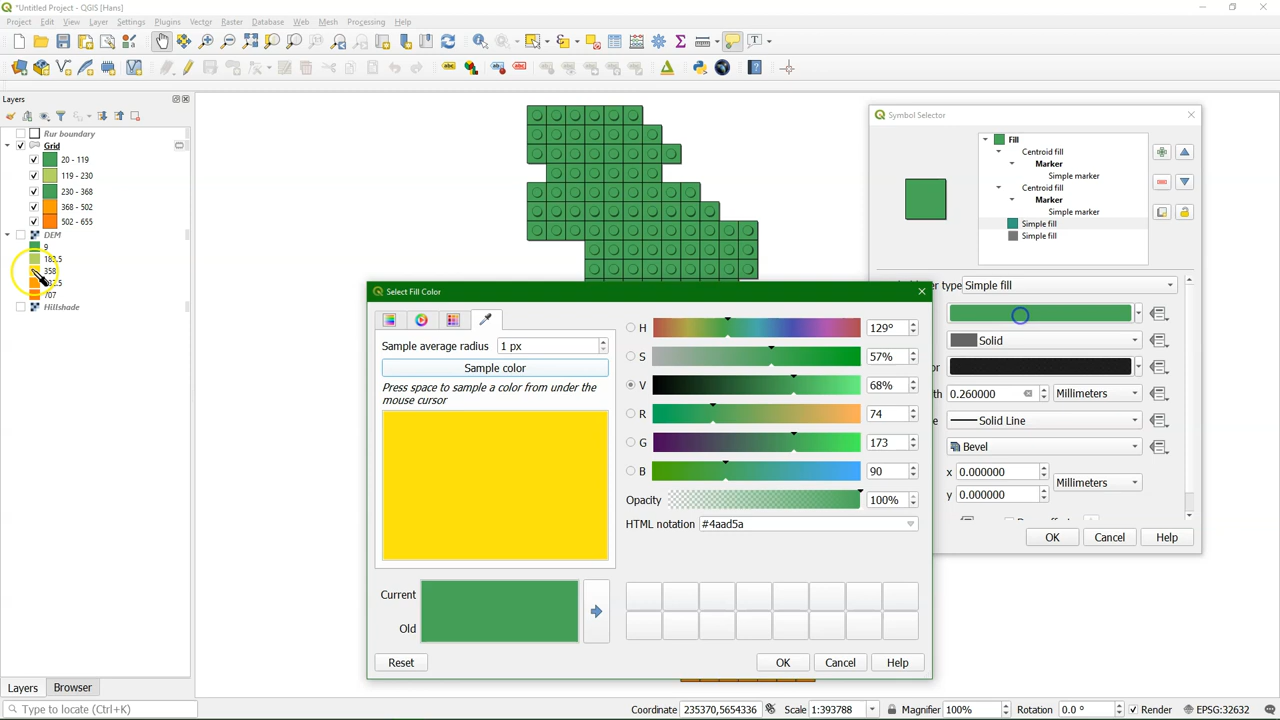 *Untitled Project - QGIS [Hans]
Project Edit View Layer Settings Plugins Vector Raster Database Web Mesh Processing Help
Layers
Rur boundary
Grid
20 - 119
119 - 230
230 - 368
368 - 502
502 - 655
DEM
9
182.5
358
707
Hillshade
Symbol Selector
Fill
Centroid fill
Marker
Simple marker
Centroid fill
Marker
Simple marker
Simple fill
Simple fill
type Simple fill
Solid
0.260000 Millimeters
Solid Line
Bevel
x 0.000000
Millimeters
y 0.000000
OK Cancel Help
Select Fill Color
Sample average radius 1 px
Sample color
Press space to sample a color from under the
mouse cursor
H 129°
S 57%
V 68%
R 74
G 173
B 90
Opacity 100%
HTML notation #4aad5a
Current
Old
Reset OK Cancel Help
Layers Browser
Type to locate (Ctrl+K) Coordinate 235370,5654336 Scale 1:393788 Magnifier 100% Rotation 0.0 ° Render EPSG:32632